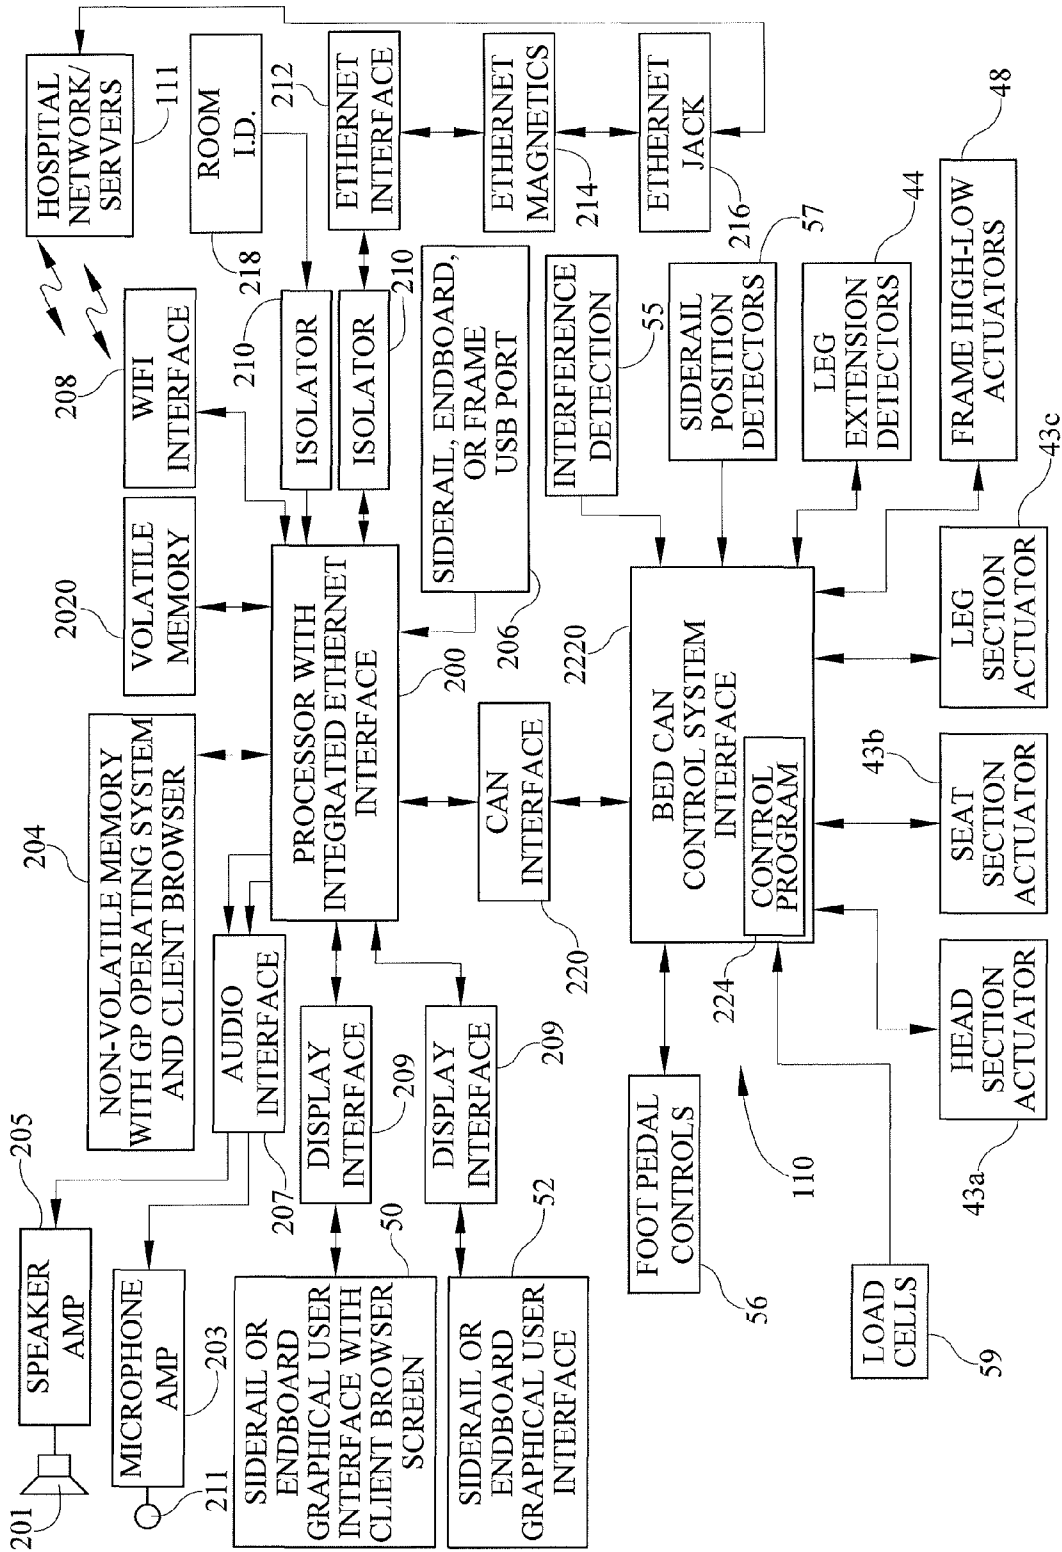 201
SPEAKER
AMP
205
MICROPHONE
AMP
203
211
NON-VOLATILE MEMORY
WITH GP OPERATING SYSTEM
AND CLIENT BROWSER
204
VOLATILE
MEMORY
2020
WIFI
INTERFACE
208
HOSPITAL
NETWORK/
SERVERS
111
ROOM
I.D.
218
AUDIO
INTERFACE
207
ISOLATOR
210
ISOLATOR
210
ETHERNET
INTERFACE
212
ETHERNET
MAGNETICS
214
ETHERNET
JACK
216
SIDERAIL OR
ENDBOARD
GRAPHICAL USER
INTERFACE WITH
CLIENT BROWSER
SCREEN
50
DISPLAY
INTERFACE
209
PROCESSOR WITH
INTEGRATED ETHERNET
INTERFACE
200
SIDERAIL, ENDBOARD,
OR FRAME
USB PORT
206
SIDERAIL OR
ENDBOARD
GRAPHICAL USER
INTERFACE
52
DISPLAY
INTERFACE
209
CAN
INTERFACE
220
INTERFERENCE
DETECTION
55
FOOT PEDAL
CONTROLS
56
BED CAN
CONTROL SYSTEM
INTERFACE
2220
CONTROL
PROGRAM
224
110
SIDERAIL
POSITION
DETECTORS
57
LEG
EXTENSION
DETECTORS
44
FRAME HIGH-LOW
ACTUATORS
48
LOAD
CELLS
59
HEAD
SECTION
ACTUATOR
43a
SEAT
SECTION
ACTUATOR
43b
LEG
SECTION
ACTUATOR
43c